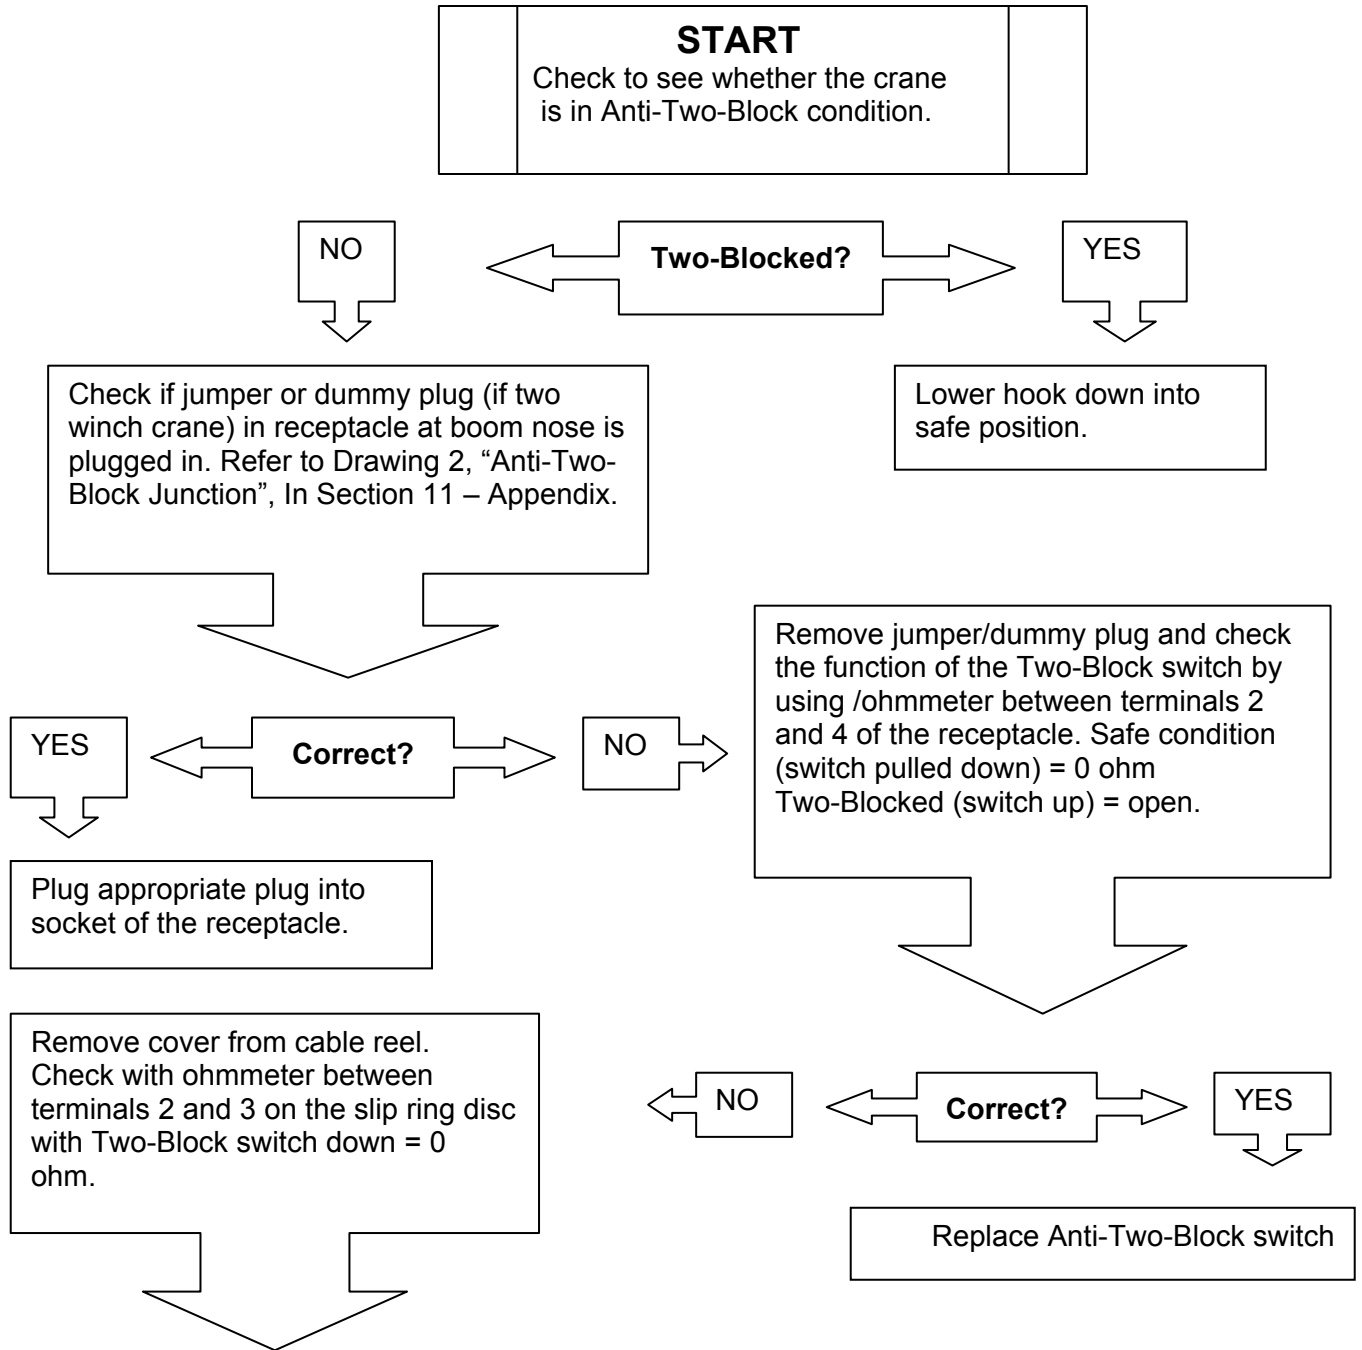 START
Check to see whether the crane
is in Anti-Two-Block condition.
NO
Two-Blocked?
YES
Check if jumper or dummy plug (if two
winch crane) in receptacle at boom nose is
plugged in. Refer to Drawing 2, “Anti-Two-
Block Junction”, In Section 11 – Appendix.
Lower hook down into
safe position.
YES
Correct?
NO
Remove jumper/dummy plug and check
the function of the Two-Block switch by
using /ohmmeter between terminals 2
and 4 of the receptacle. Safe condition
(switch pulled down) = 0 ohm
Two-Blocked (switch up) = open.
Plug appropriate plug into
socket of the receptacle.
Remove cover from cable reel.
Check with ohmmeter between
terminals 2 and 3 on the slip ring disc
with Two-Block switch down = 0
ohm.
NO
Correct?
YES
Replace Anti-Two-Block switch